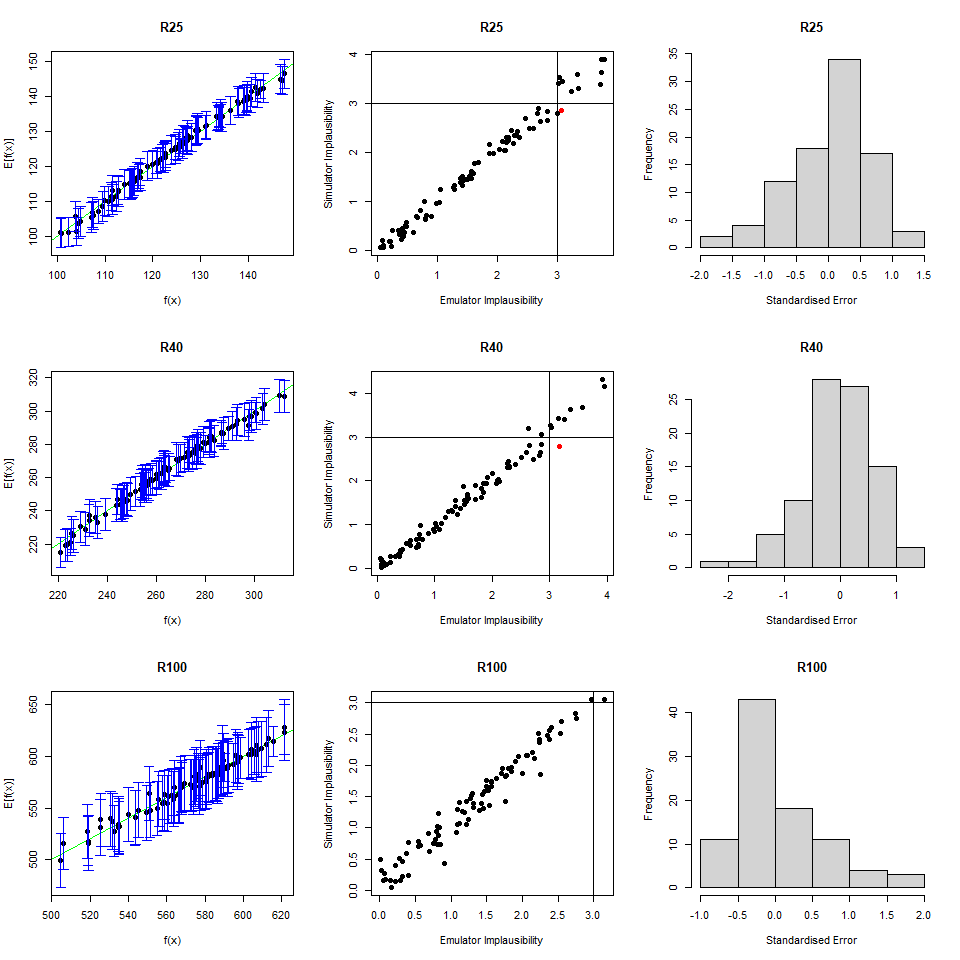 R25
R25
R25
E[f(x)]
100 110 120 130 140 150
100 110 120 130 140
f(x)
Simulator Implausibility
0 1 2 3 4
0 1 2 3
Emulator Implausibility
Frequency
0 5 10 15 20 25 30 35
-2.0 -1.5 -1.0 -0.5 0.0 0.5 1.0 1.5
Standardised Error
R40
R40
R40
E[f(x)]
220 240 260 280 300 320
220 240 260 280 300
f(x)
Simulator Implausibility
0 1 2 3 4
0 1 2 3 4
Emulator Implausibility
Frequency
0 5 10 15 20 25
-2 -1 0 1
Standardised Error
R100
R100
R100
E[f(x)]
500 550 600 650
500 520 540 560 580 600 620
f(x)
Simulator Implausibility
0.0 0.5 1.0 1.5 2.0 2.5 3.0
0.0 0.5 1.0 1.5 2.0 2.5 3.0
Emulator Implausibility
Frequency
0 10 20 30 40
-1.0 -0.5 0.0 0.5 1.0 1.5 2.0
Standardised Error